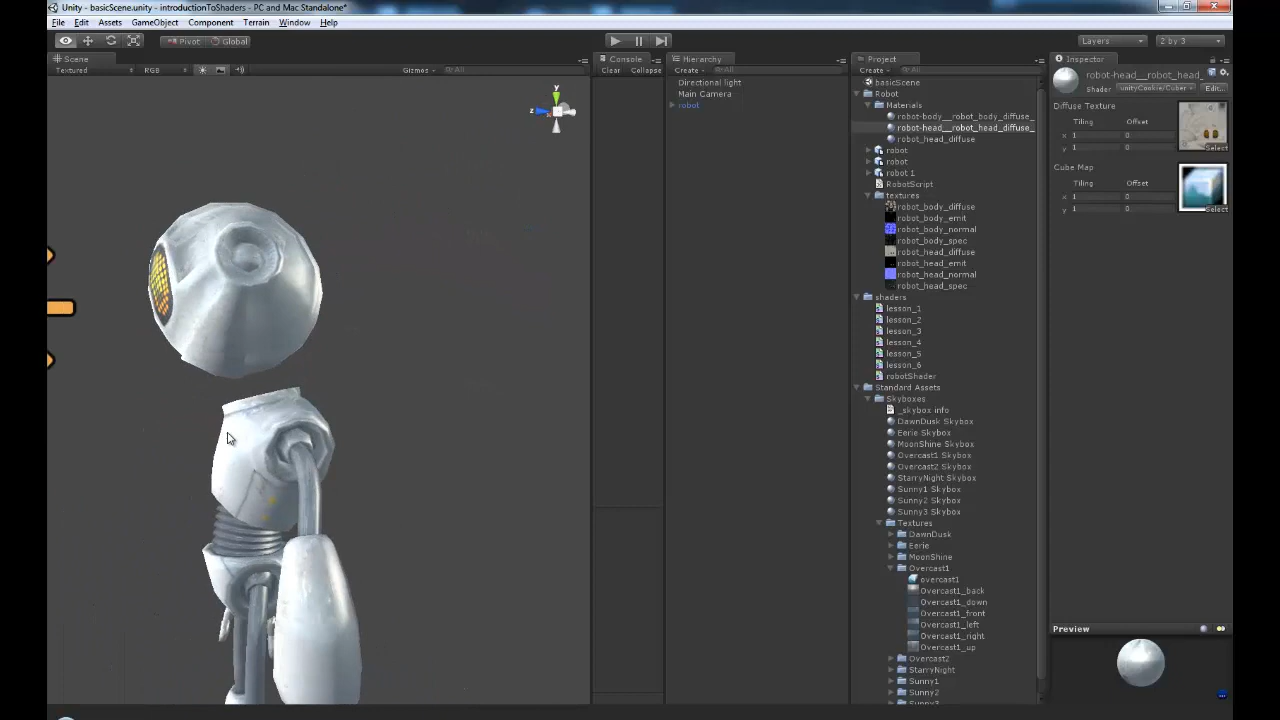 Unity - basicScene.unity - introductionToShaders - PC and Mac Standalone*
File Edit Assets GameObject Component Terrain Window Help
Pivot Global Layers 2 by 3
Scene
Textured RGB Gizmos All
y
z
Console
Clear Collapse
Hierarchy
Create All
Directional light
Main Camera
robot
Project
Create All
basicScene
Robot
Materials
robot-body__robot_body_diffuse_
robot-head__robot_head_diffuse_
robot_head_diffuse
robot
robot
robot 1
RobotScript
textures
robot_body_diffuse
robot_body_emit
robot_body_normal
robot_body_spec
robot_head_diffuse
robot_head_emit
robot_head_normal
robot_head_spec
shaders
lesson_1
lesson_2
lesson_3
lesson_4
lesson_5
lesson_6
robotShader
Standard Assets
Skyboxes
_skybox info
DawnDusk Skybox
Eerie Skybox
MoonShine Skybox
Overcast1 Skybox
Overcast2 Skybox
StarryNight Skybox
Sunny1 Skybox
Sunny2 Skybox
Sunny3 Skybox
Textures
DawnDusk
Eerie
MoonShine
Overcast1
overcast1
Overcast1_back
Overcast1_down
Overcast1_front
Overcast1_left
Overcast1_right
Overcast1_up
Overcast2
StarryNight
Sunny1
Sunny2
Sunny3
Inspector
robot-head__robot_head_
Shader unityCookie/Cube Edit...
Diffuse Texture
Tiling Offset
x 1 0
y 1 0
Select
Cube Map
Tiling Offset
x 1 0
y 1 0
Select
Preview